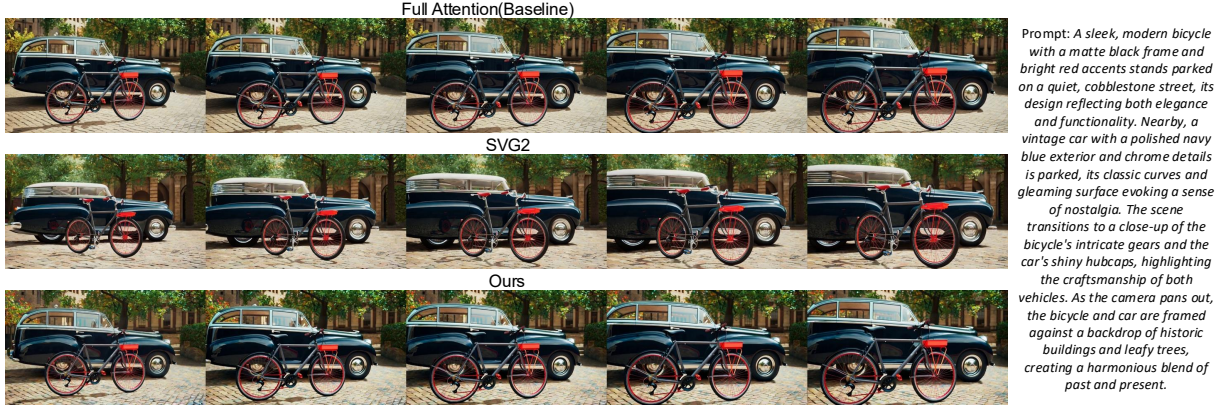 Full Attention(Baseline)
SVG2
Ours
Prompt: A sleek, modern bicycle
with a matte black frame and
bright red accents stands parked
on a quiet, cobblestone street, its
design reflecting both elegance
and functionality. Nearby, a
vintage car with a polished navy
blue exterior and chrome details
is parked, its classic curves and
gleaming surface evoking a sense
of nostalgia. The scene
transitions to a close-up of the
bicycle's intricate gears and the
car's shiny hubcaps, highlighting
the craftsmanship of both
vehicles. As the camera pans out,
the bicycle and car are framed
against a backdrop of historic
buildings and leafy trees,
creating a harmonious blend of
past and present.